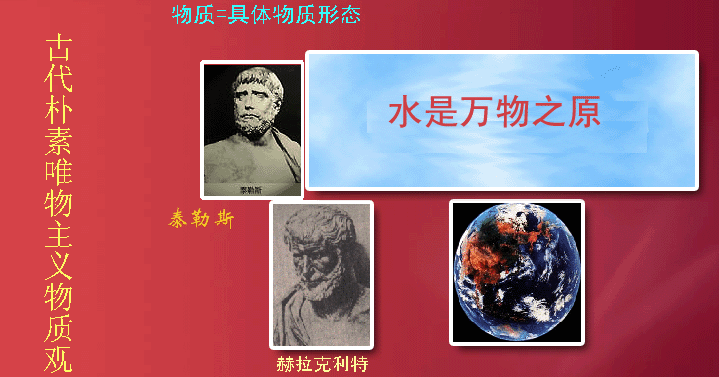 物质=具体物质形态
古代朴素唯物主义物质观
水是万物之原
泰勒斯
泰勒斯
赫拉克利特